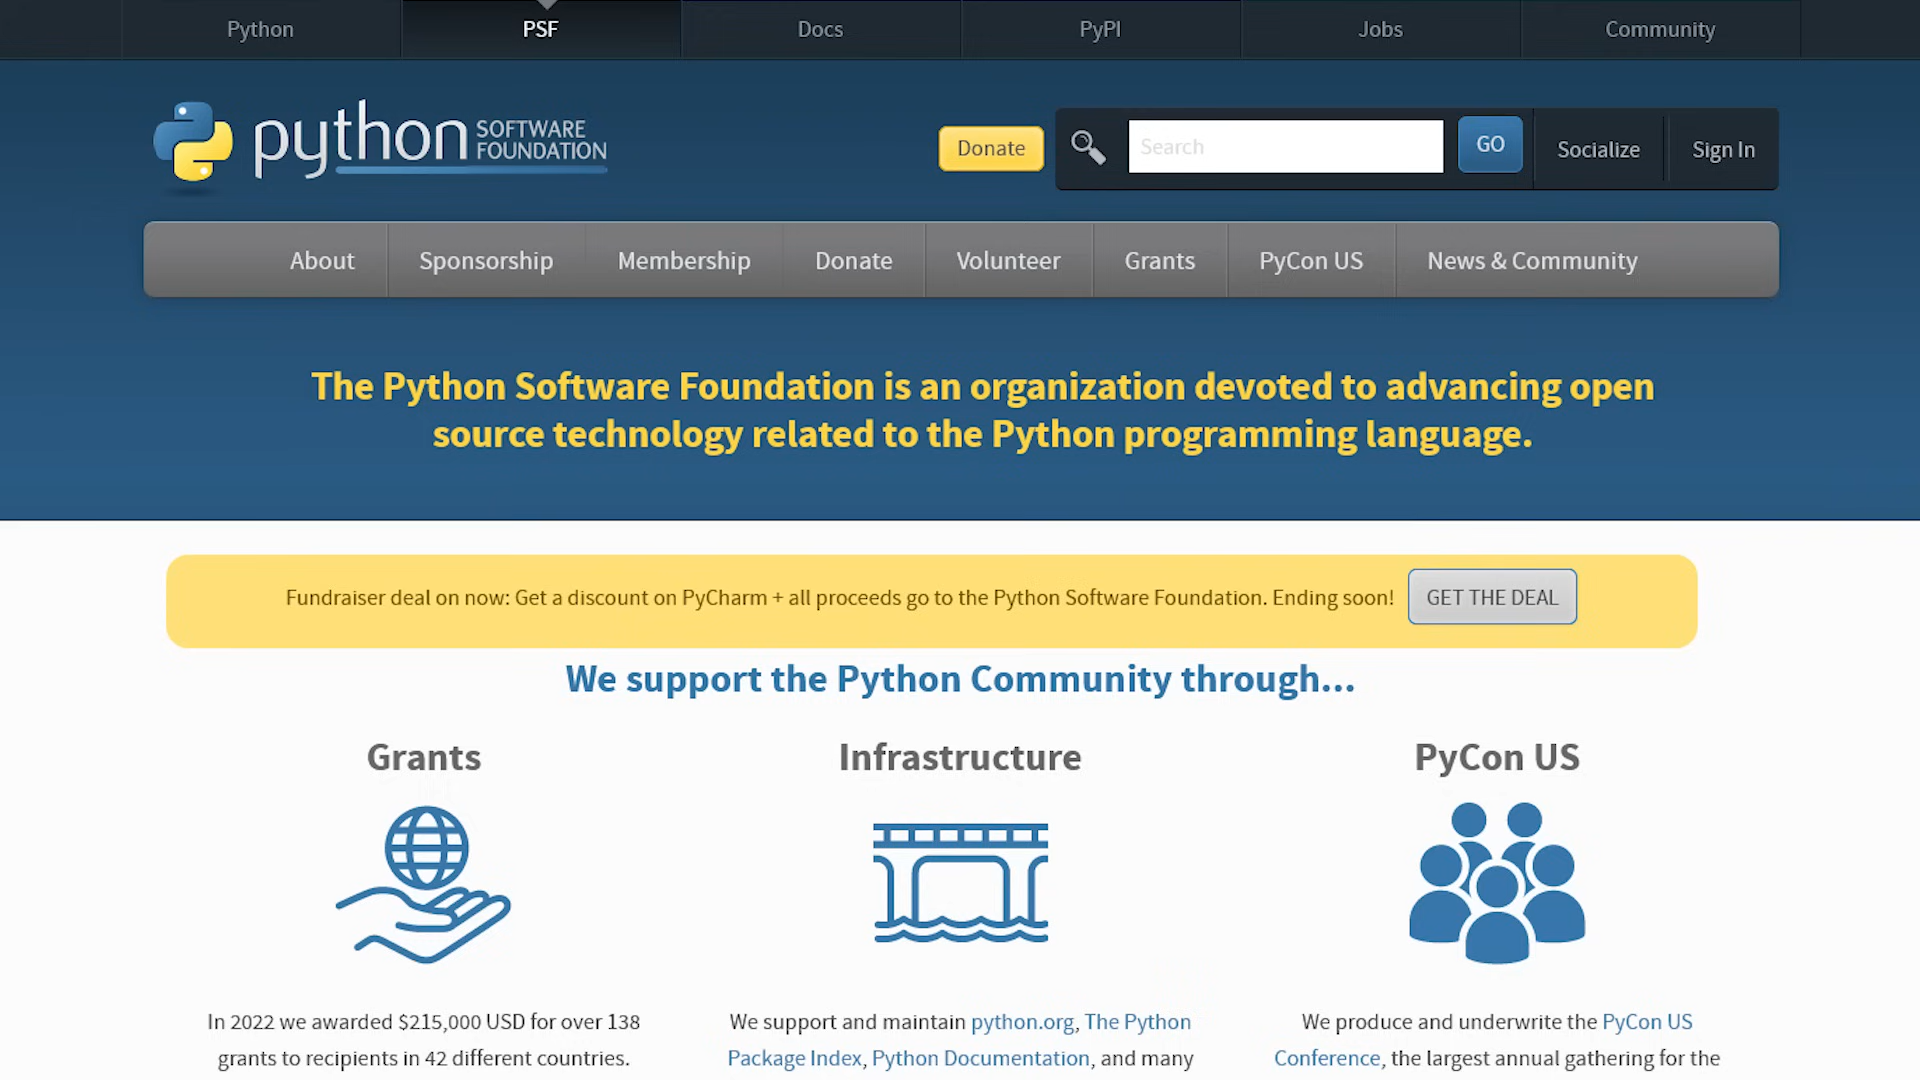 Python
PSF
Docs
PyPI
Jobs
Community
python SOFTWARE FOUNDATION
Donate
Search
GO
Socialize
Sign In
About
Sponsorship
Membership
Donate
Volunteer
Grants
PyCon US
News & Community
The Python Software Foundation is an organization devoted to advancing open
source technology related to the Python programming language.
Fundraiser deal on now: Get a discount on PyCharm + all proceeds go to the Python Software Foundation. Ending soon!
GET THE DEAL
We support the Python Community through...
Grants
In 2022 we awarded $215,000 USD for over 138
grants to recipients in 42 different countries.
Infrastructure
We support and maintain python.org, The Python
Package Index, Python Documentation, and many
PyCon US
We produce and underwrite the PyCon US
Conference, the largest annual gathering for the